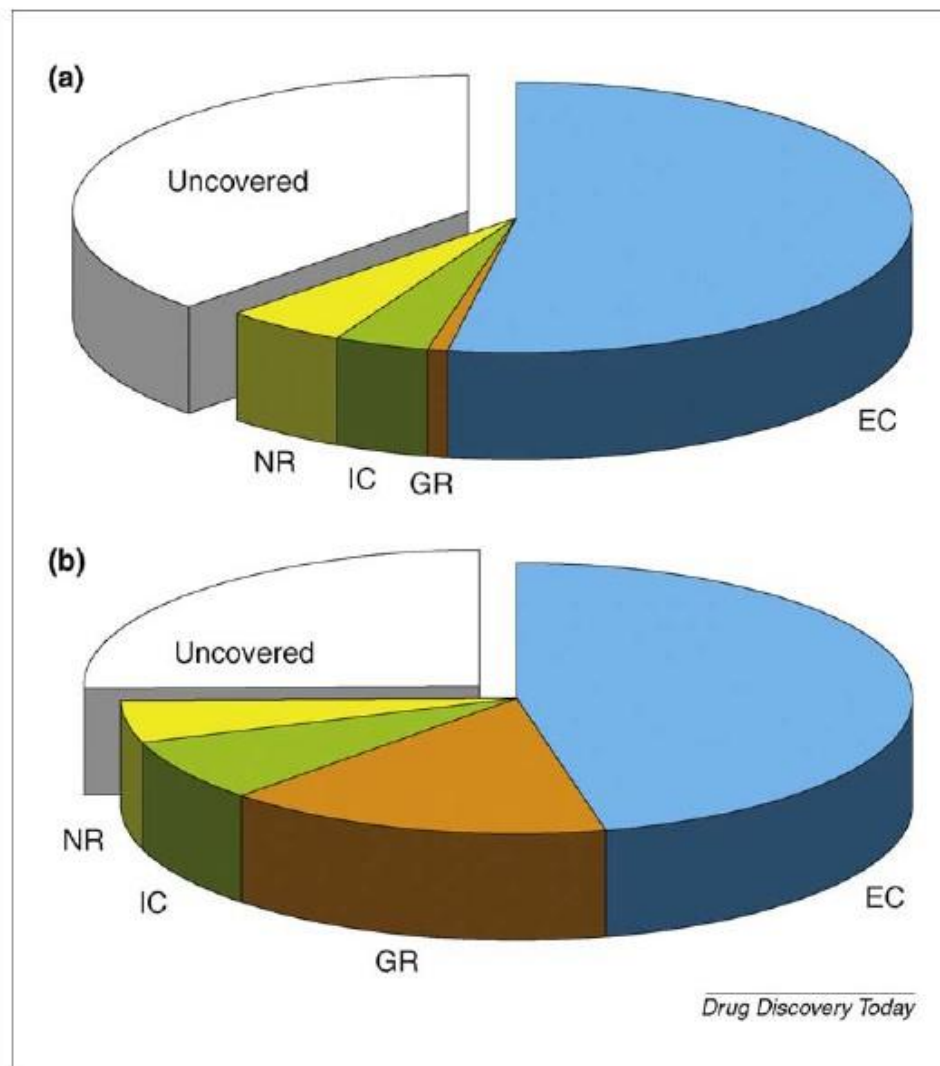 (a)
Uncovered
EC
NR
IC
GR
(b)
Uncovered
NR
EC
IC
GR
Drug Discovery Today